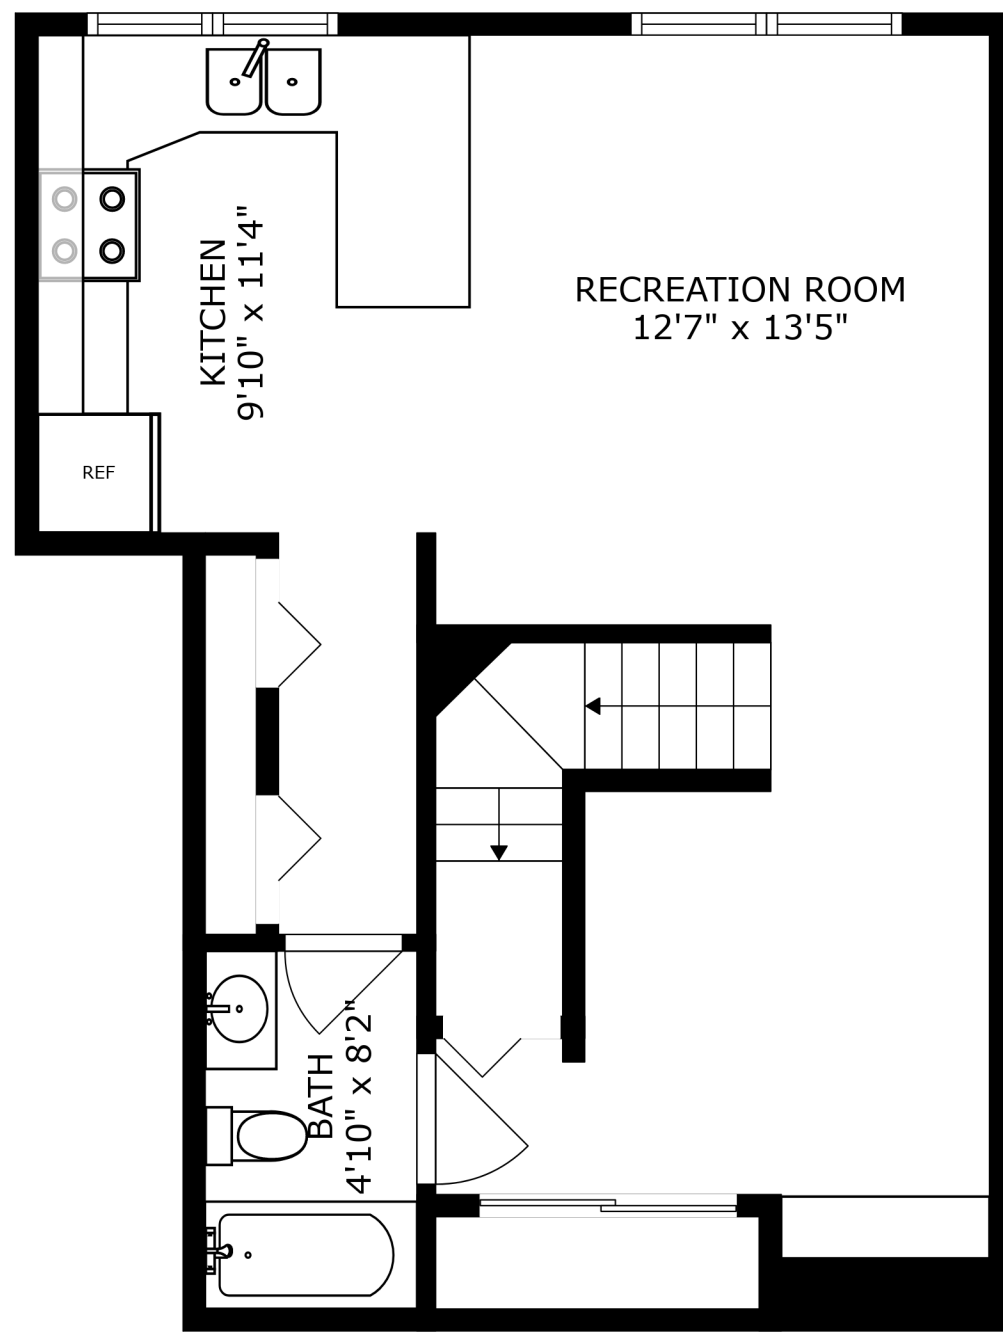 KITCHEN
9'10" x 11'4"
RECREATION ROOM
12'7" x 13'5"
REF
BATH
4'10" x 8'2"